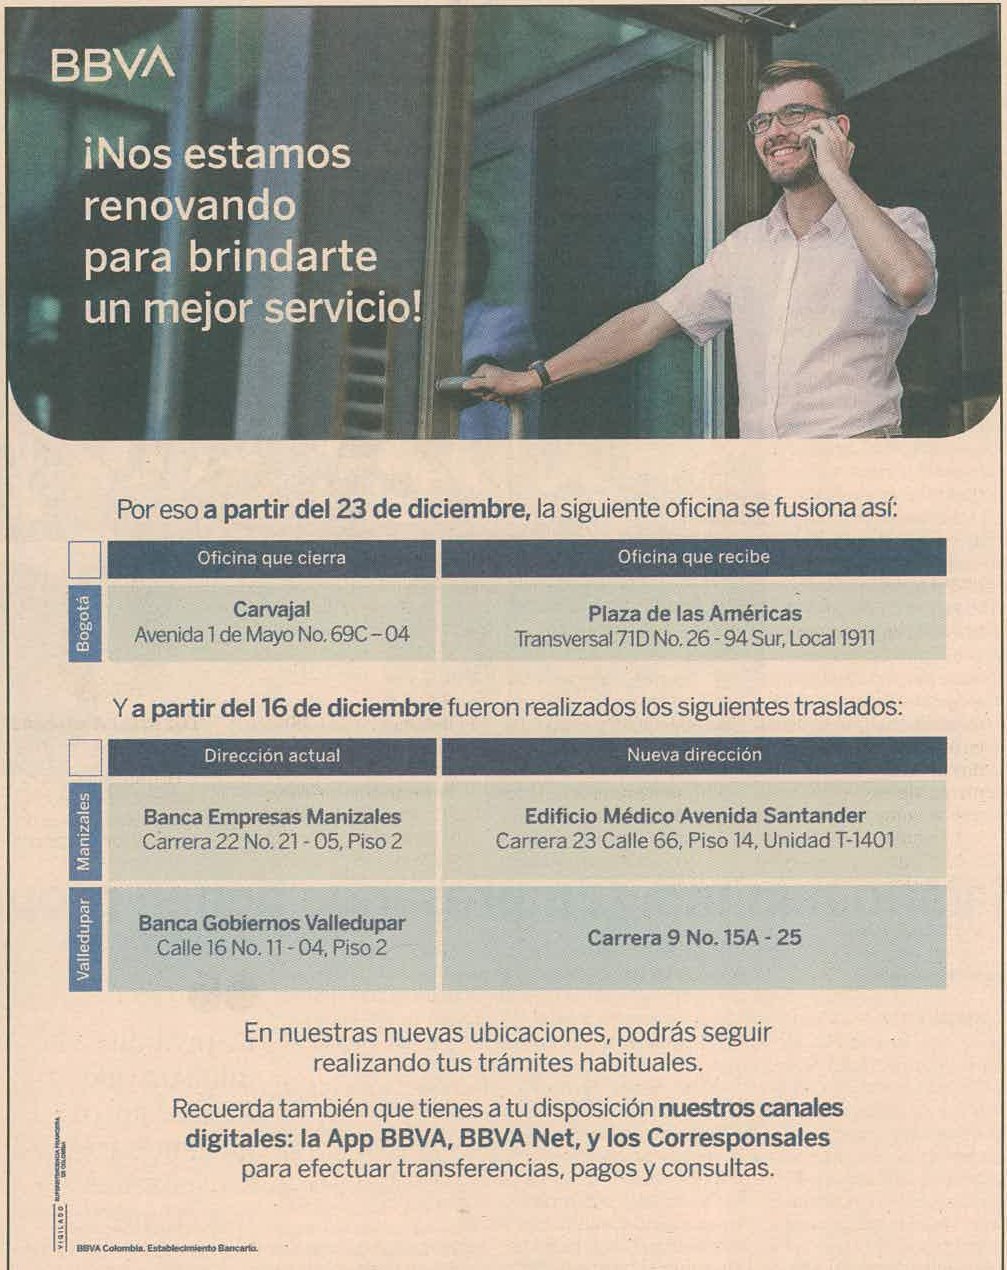 BBVA
¡Nos estamos
renovando
para brindarte
un mejor servicio!
Por eso a partir del 23 de diciembre, la siguiente oficina se fusiona así:
Oficina que cierra
Oficina que recibe
Bogotá
Carvajal
Avenida 1 de Mayo No. 69C – 04
Plaza de las Américas
Transversal 71D No. 26 - 94 Sur, Local 1911
Y a partir del 16 de diciembre fueron realizados los siguientes traslados:
Dirección actual
Nueva dirección
Manizales
Banca Empresas Manizales
Carrera 22 No. 21 - 05, Piso 2
Edificio Médico Avenida Santander
Carrera 23 Calle 66, Piso 14, Unidad T-1401
Valledupar
Banca Gobiernos Valledupar
Calle 16 No. 11 - 04, Piso 2
Carrera 9 No. 15A - 25
En nuestras nuevas ubicaciones, podrás seguir
realizando tus trámites habituales.
Recuerda también que tienes a tu disposición nuestros canales
digitales: la App BBVA, BBVA Net, y los Corresponsales
para efectuar transferencias, pagos y consultas.
VIGILADO
SUPERINTENDENCIA FINANCIERA
DE COLOMBIA
BBVA Colombia. Establecimiento Bancario.